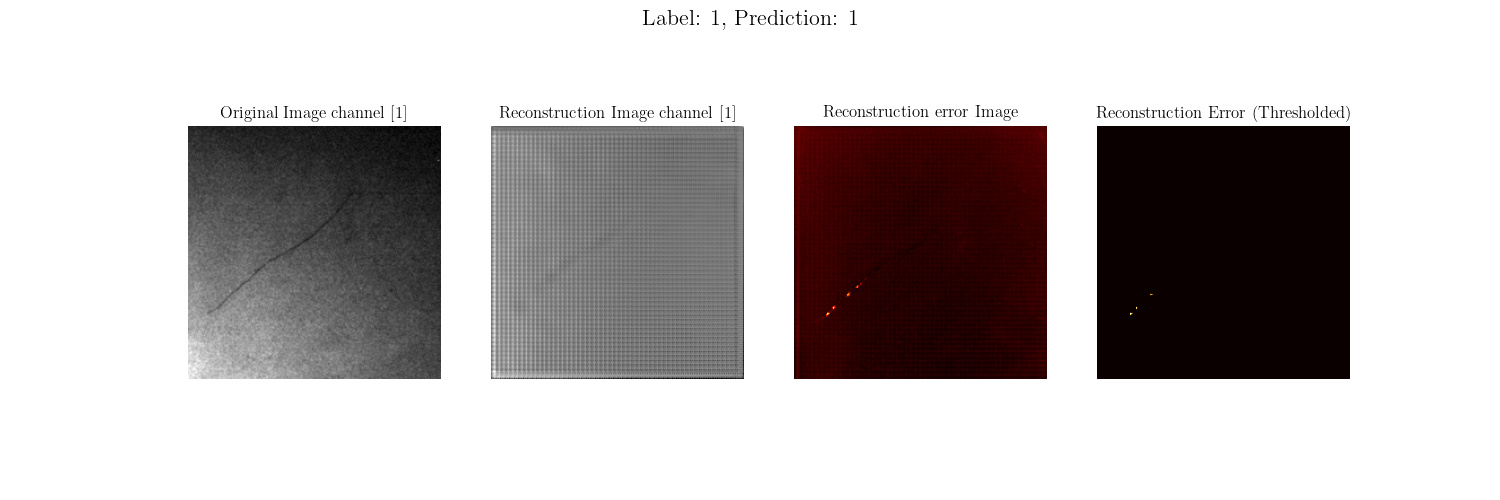 Label: 1, Prediction: 1
Original Image channel [1]
Reconstruction Image channel [1]
Reconstruction error Image
Reconstruction Error (Thresholded)